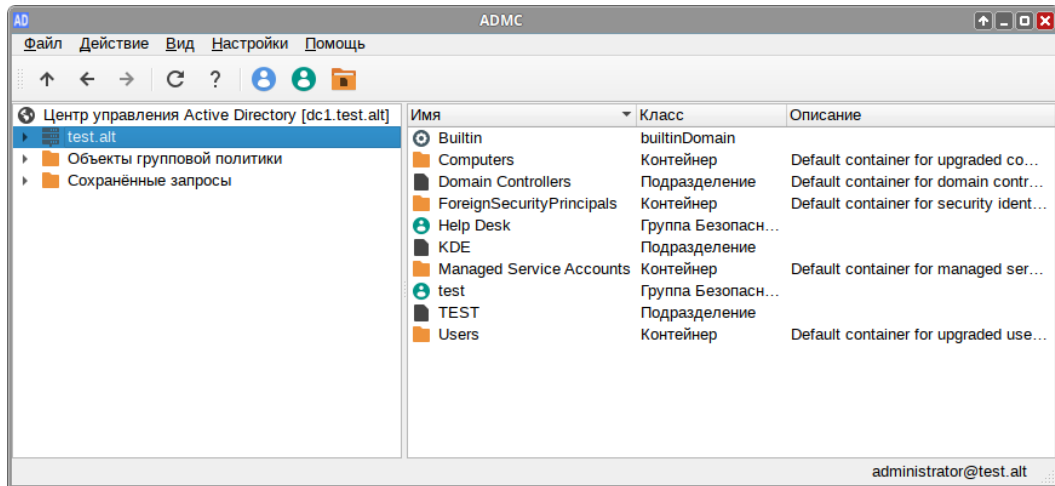 AD ADMC
Файл Действие Вид Настройки Помощь
?
Центр управления Active Directory [dc1.test.alt]
test.alt
Объекты групповой политики
Сохранённые запросы
Имя Класс Описание
Builtin builtinDomain
Computers Контейнер Default container for upgraded co...
Domain Controllers Подразделение Default container for domain contr...
ForeignSecurityPrincipals Контейнер Default container for security ident...
Help Desk Группа Безопасн...
KDE Подразделение
Managed Service Accounts Контейнер Default container for managed ser...
test Группа Безопасн...
TEST Подразделение
Users Контейнер Default container for upgraded use...
administrator@test.alt